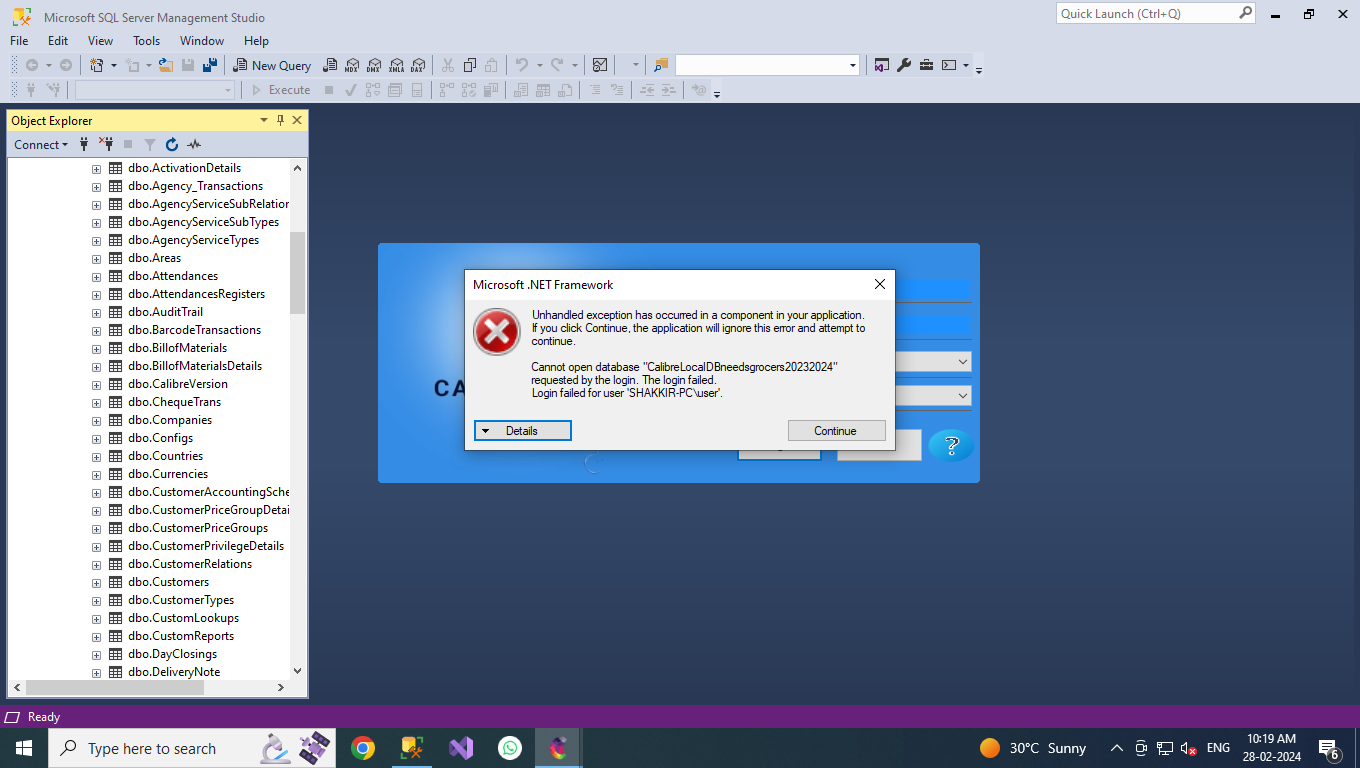 Microsoft SQL Server Management Studio
Quick Launch (Ctrl+Q)
File Edit View Tools Window Help
New Query
MDX DMX XMLA DAX
Execute
Object Explorer
Connect
dbo.ActivationDetails
dbo.Agency_Transactions
dbo.AgencyServiceSubRelation
dbo.AgencyServiceSubTypes
dbo.AgencyServiceTypes
dbo.Areas
dbo.Attendances
dbo.AttendancesRegisters
dbo.AuditTrail
dbo.BarcodeTransactions
dbo.BillofMaterials
dbo.BillofMaterialsDetails
dbo.CalibreVersion
dbo.ChequeTrans
dbo.Companies
dbo.Configs
dbo.Countries
dbo.Currencies
dbo.CustomerAccountingSche
dbo.CustomerPriceGroupDetai
dbo.CustomerPriceGroups
dbo.CustomerPrivilegeDetails
dbo.CustomerRelations
dbo.Customers
dbo.CustomerTypes
dbo.CustomLookups
dbo.CustomReports
dbo.DayClosings
dbo.DeliveryNote
CA
Microsoft .NET Framework
Unhandled exception has occurred in a component in your application.
If you click Continue, the application will ignore this error and attempt to
continue.
Cannot open database "CalibreLocalDBneedsgrocers20232024"
requested by the login. The login failed.
Login failed for user 'SHAKKIR-PC\user'.
Details
Continue
?
Ready
Type here to search
30°C Sunny
ENG
10:19 AM
28-02-2024
6